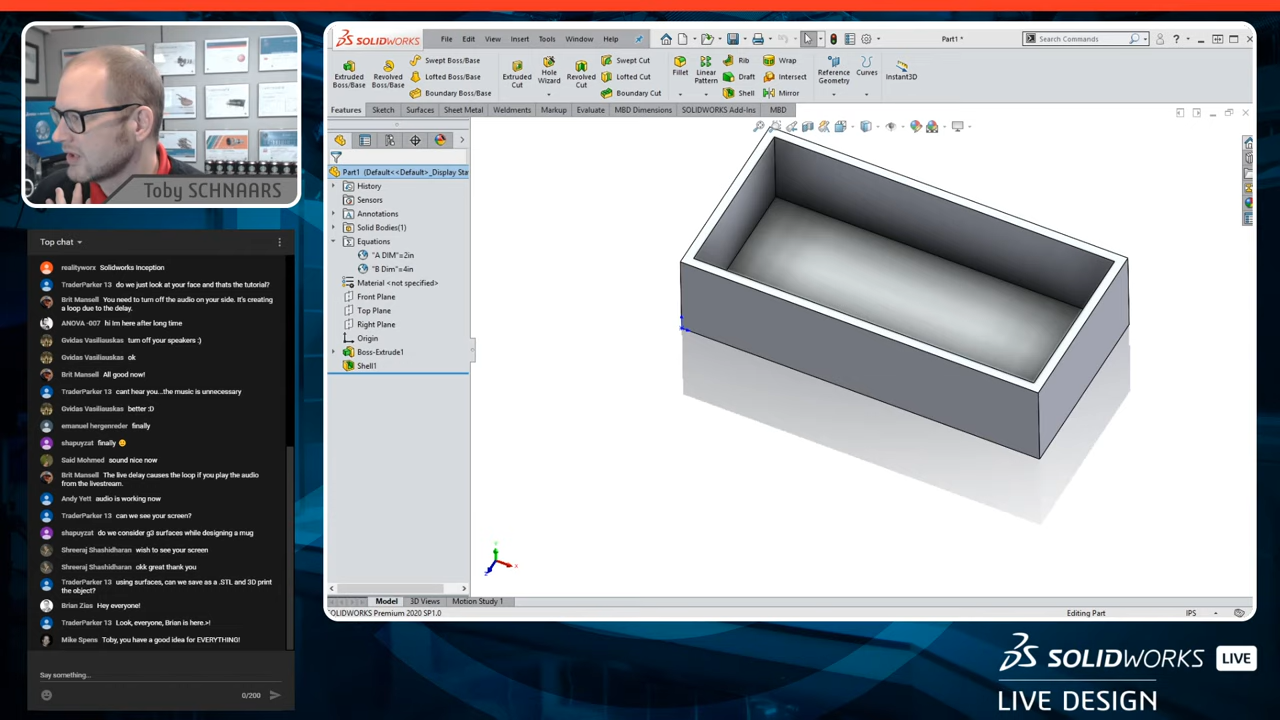 Toby SCHNAARS
Top chat
realityworx Solidworks Inception
TraderParker 13 do we just look at your face and thats the tutorial?
Brit Mansell You need to turn off the audio on your side. It's creating
a loop due to the delay.
ANOVA -007 hi Im here after long time
Gvidas Vasiliauskas turn off your speakers :)
Gvidas Vasiliauskas ok
Brit Mansell All good now!
TraderParker 13 cant hear you...the music is unnecessary
Gvidas Vasiliauskas better :D
emanuel hergenreder finally
shapuyzat finally
Said Mohmed sound nice now
Brit Mansell The live delay causes the loop if you play the audio
from the livestream.
Andy Yett audio is working now
TraderParker 13 can we see your screen?
shapuyzat do we consider g3 surfaces while designing a mug
Shreeraj Shashidharan wish to see your screen
Shreeraj Shashidharan okk great thank you
TraderParker 13 using surfaces, can we save as a .STL and 3D print
the object?
Brian Zias Hey everyone!
TraderParker 13 Look, everyone, Brian is here.>!
Mike Spens Toby, you have a good idea for EVERYTHING!
Say something...
0/200
SOLIDWORKS File Edit View Insert Tools Window Help Part1 * Search Commands ?
Extruded
Boss/Base
Revolved
Boss/Base
Swept Boss/Base
Lofted Boss/Base
Boundary Boss/Base
Extruded
Cut
Hole
Wizard
Revolved
Cut
Swept Cut
Lofted Cut
Boundary Cut
Fillet
Linear
Pattern
Rib
Draft
Shell
Wrap
Intersect
Mirror
Reference
Geometry
Curves
Instant3D
Features Sketch Surfaces Sheet Metal Weldments Markup Evaluate MBD Dimensions SOLIDWORKS Add-Ins MBD
Part1 (Default<<Default>_Display Sta
History
Sensors
Annotations
Solid Bodies(1)
Equations
"A DIM"=2in
"B Dim"=4in
Material <not specified>
Front Plane
Top Plane
Right Plane
Origin
Boss-Extrude1
Shell1
Y
X
Z
Model 3D Views Motion Study 1
SOLIDWORKS Premium 2020 SP1.0 Editing Part IPS
SOLIDWORKS LIVE
LIVE DESIGN